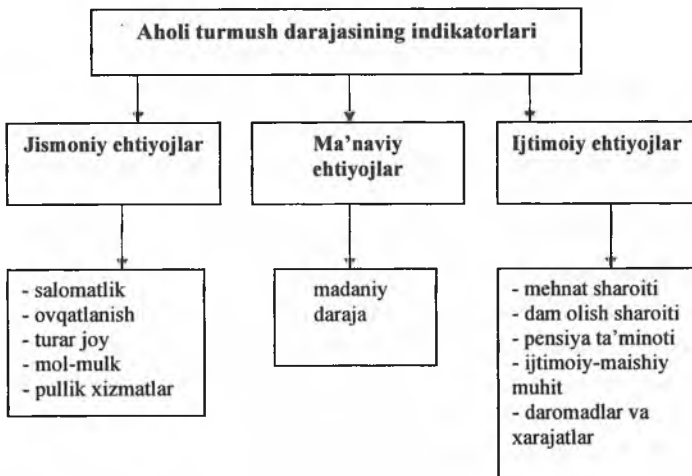 Aholi turmush darajasining indikatorlari
Jismoniy ehtiyojlar
Ma'naviy
ehtiyojlar
Ijtimoiy ehtiyojlar
- salomatlik
- ovqatlanish
- turar joy
- mol-mulk
- pullik xizmatlar
madaniy
daraja
- mehnat sharoiti
- dam olish sharoiti
- pensiya ta'minoti
- ijtimoiy-maishiy
muhit
- daromadlar va
xarajatlar